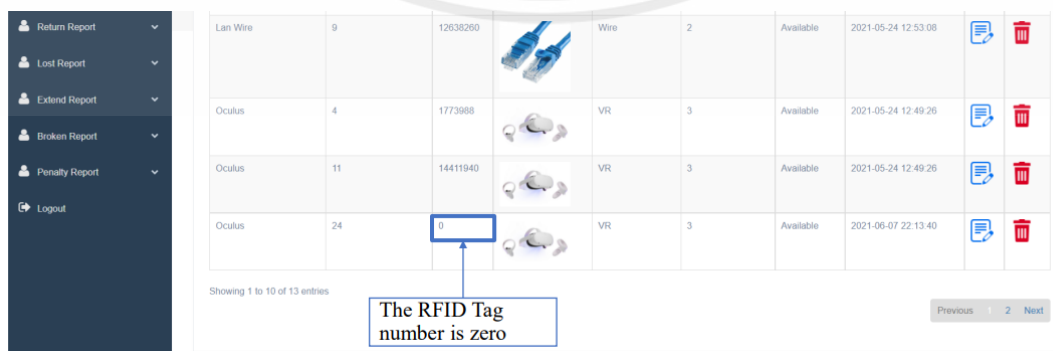 Return Report
Lost Report
Extend Report
Broken Report
Penalty Report
Logout
Lan Wire 9 12638260 Wire 2 Available 2021-05-24 12:53:08
Oculus 4 1773988 VR 3 Available 2021-05-24 12:49:26
Oculus 11 14411940 VR 3 Available 2021-05-24 12:49:26
Oculus 24 0 VR 3 Available 2021-06-07 22:13:40
Showing 1 to 10 of 13 entries
The RFID Tag
number is zero
Previous 1 2 Next